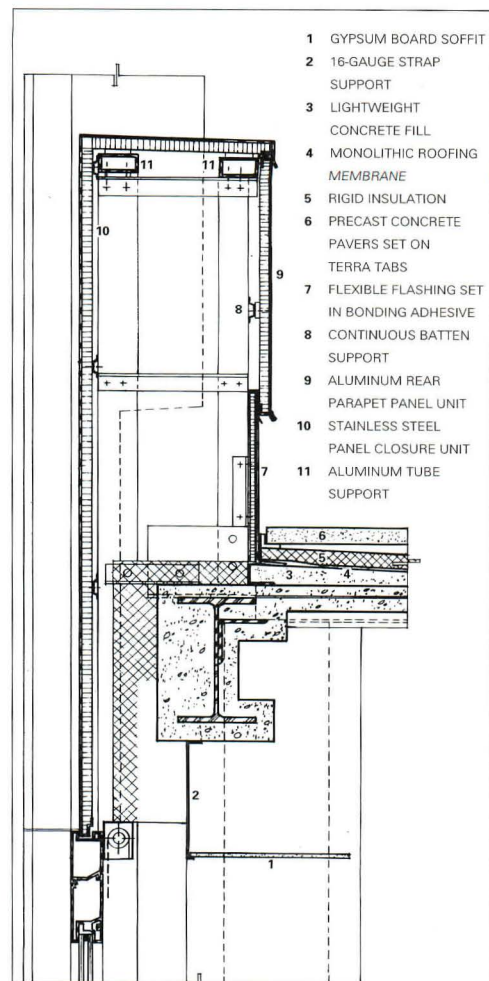 1 GYPSUM BOARD SOFFIT
2 16-GAUGE STRAP
SUPPORT
3 LIGHTWEIGHT
CONCRETE FILL
4 MONOLITHIC ROOFING
MEMBRANE
5 RIGID INSULATION
6 PRECAST CONCRETE
PAVERS SET ON
TERRA TABS
7 FLEXIBLE FLASHING SET
IN BONDING ADHESIVE
8 CONTINUOUS BATTEN
SUPPORT
9 ALUMINUM REAR
PARAPET PANEL UNIT
10 STAINLESS STEEL
PANEL CLOSURE UNIT
11 ALUMINUM TUBE
SUPPORT
11 11
10
9
8
7
6
5
3 4
2
1